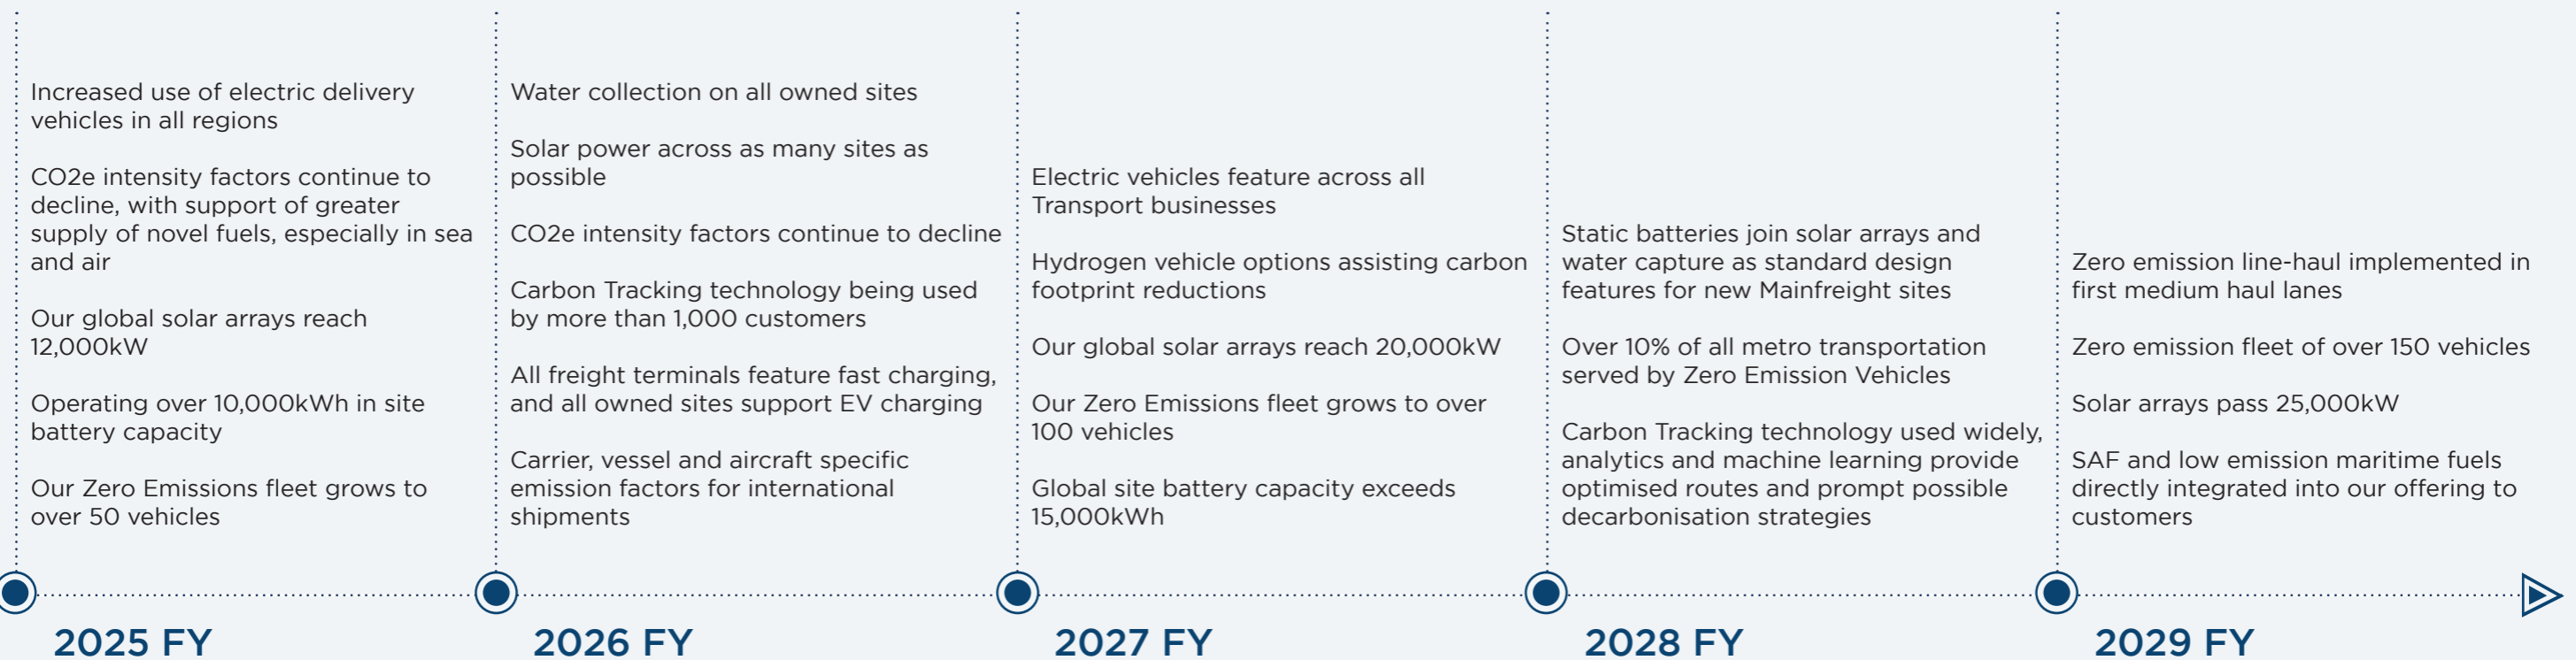 Increased use of electric delivery
vehicles in all regions
CO2e intensity factors continue to
decline, with support of greater
supply of novel fuels, especially in sea
and air
Our global solar arrays reach
12,000kW
Operating over 10,000kWh in site
battery capacity
Our Zero Emissions fleet grows to
over 50 vehicles
2025 FY
Water collection on all owned sites
Solar power across as many sites as
possible
CO2e intensity factors continue to decline
Carbon Tracking technology being used
by more than 1,000 customers
All freight terminals feature fast charging,
and all owned sites support EV charging
Carrier, vessel and aircraft specific
emission factors for international
shipments
2026 FY
Electric vehicles feature across all
Transport businesses
Hydrogen vehicle options assisting carbon
footprint reductions
Our global solar arrays reach 20,000kW
Our Zero Emissions fleet grows to over
100 vehicles
Global site battery capacity exceeds
15,000kWh
2027 FY
Static batteries join solar arrays and
water capture as standard design
features for new Mainfreight sites
Over 10% of all metro transportation
served by Zero Emission Vehicles
Carbon Tracking technology used widely,
analytics and machine learning provide
optimised routes and prompt possible
decarbonisation strategies
2028 FY
Zero emission line-haul implemented in
first medium haul lanes
Zero emission fleet of over 150 vehicles
Solar arrays pass 25,000kW
SAF and low emission maritime fuels
directly integrated into our offering to
customers
2029 FY